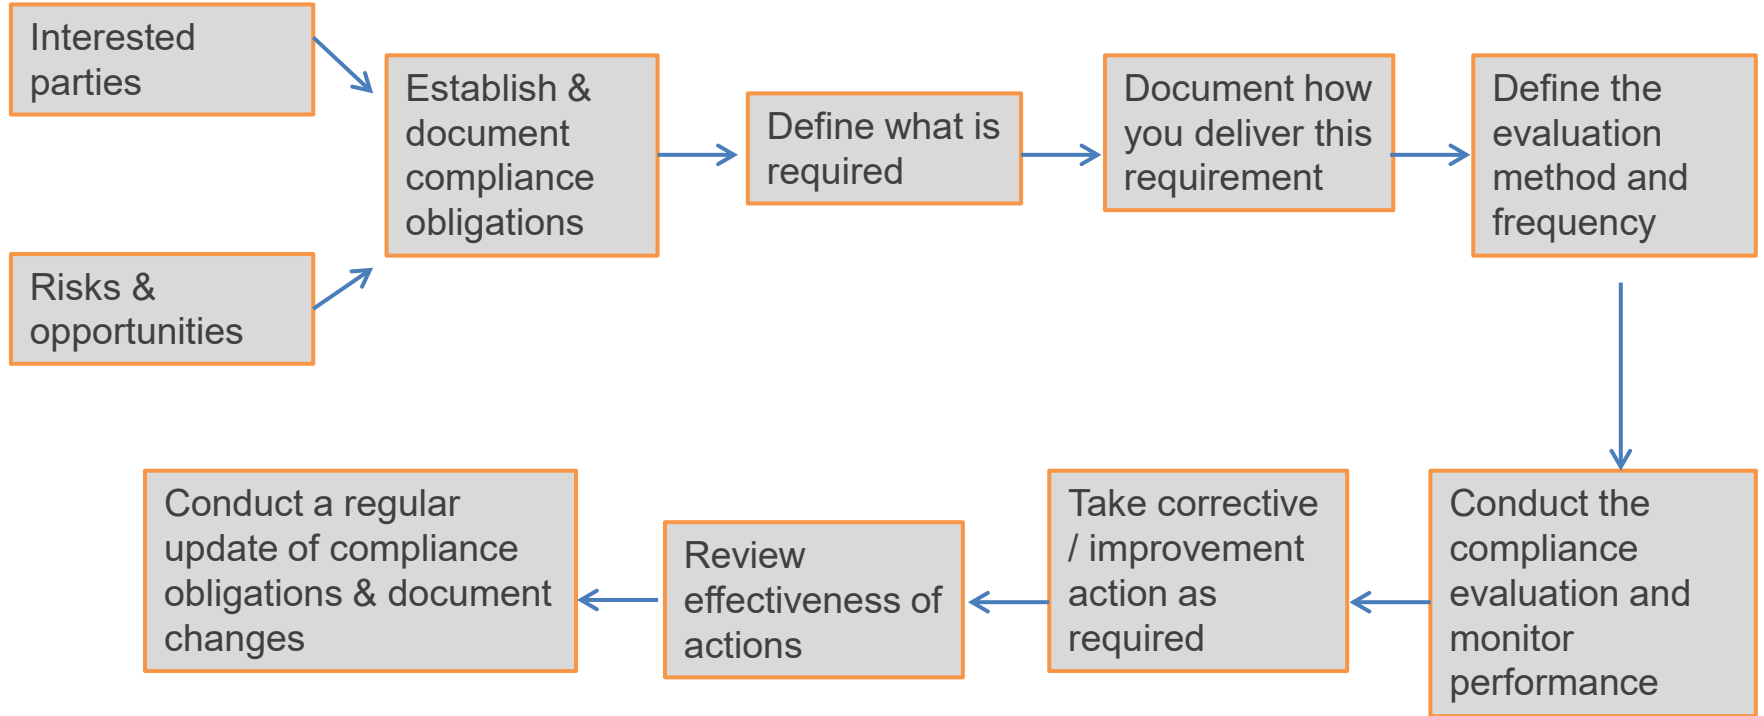 Interested
parties
Risks &
opportunities
Establish &
document
compliance
obligations
Define what is
required
Document how
you deliver this
requirement
Define the
evaluation
method and
frequency
Conduct the
compliance
evaluation and
monitor
performance
Take corrective
/ improvement
action as
required
Review
effectiveness of
actions
Conduct a regular
update of compliance
obligations & document
changes